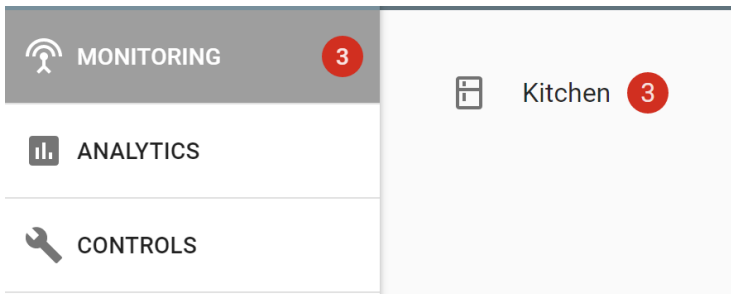 MONITORING 3
Kitchen 3
ANALYTICS
CONTROLS